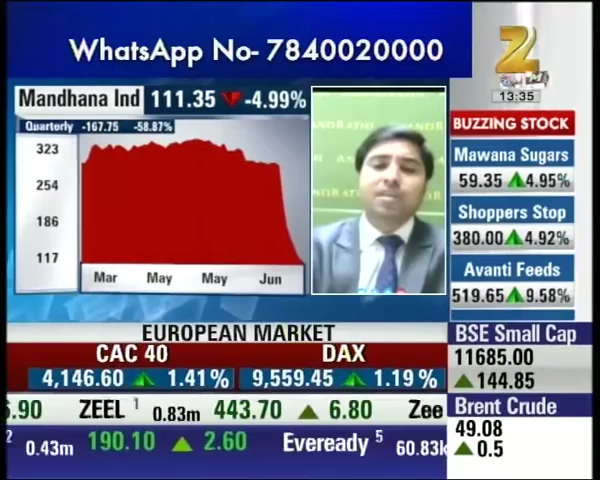 WhatsApp No- 7840020000
Z
13:35
Mandhana Ind 111.35 -4.99%
Quarterly -167.75 -58.87%
323
254
186
117
Mar May May Jun
BUZZING STOCK
Mawana Sugars
59.35 4.95%
Shoppers Stop
380.00 4.92%
Avanti Feeds
519.65 9.58%
EUROPEAN MARKET
CAC 40 DAX
4,146.60 1.41% 9,559.45 1.19%
BSE Small Cap
11685.00
144.85
Brent Crude
49.08
0.5
6.90 ZEEL 1 0.83m 443.70 6.80 Zee
2 0.43m 190.10 2.60 Eveready 5 60.83k